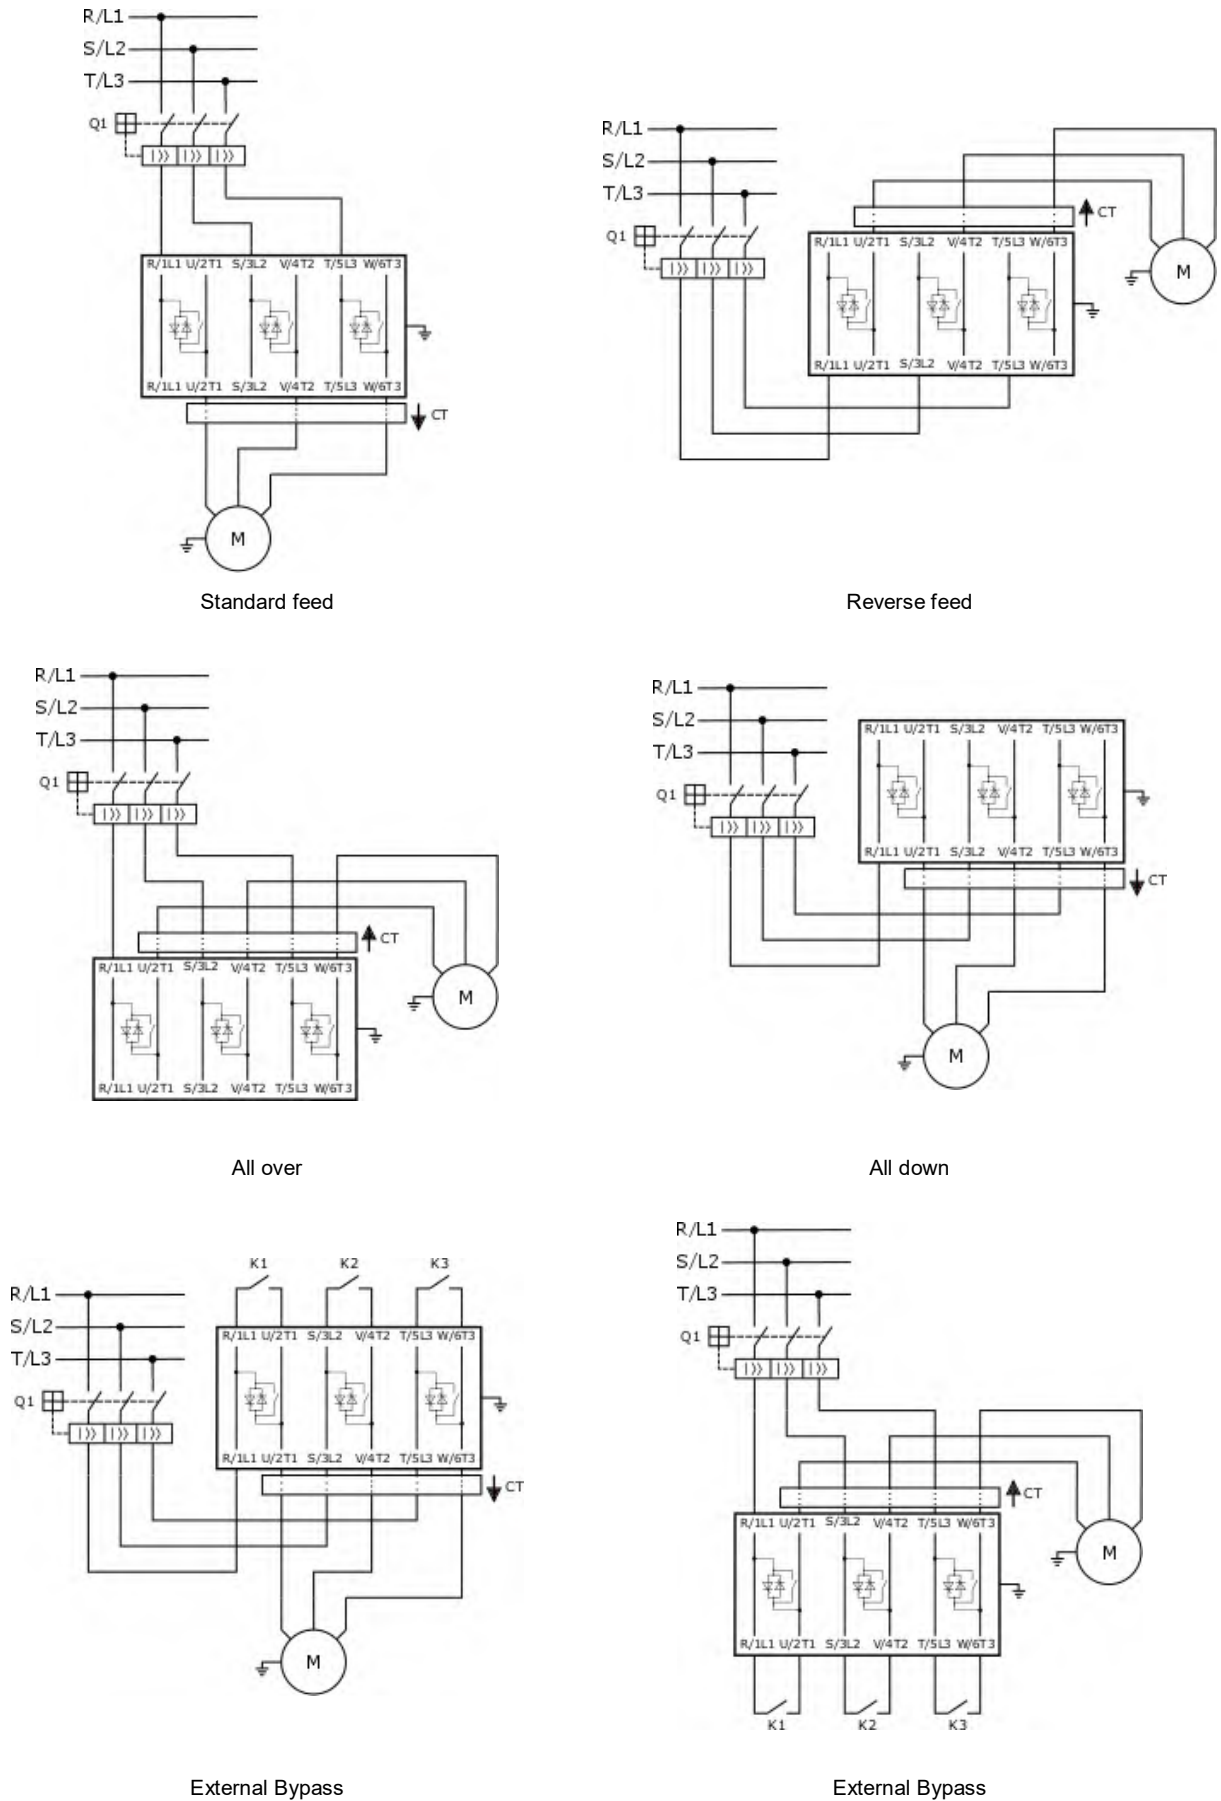 R/L1
S/L2
T/L3
Q1
I>> I>> I>>
R/1L1 U/2T1 S/3L2 V/4T2 T/5L3 W/6T3
R/1L1 U/2T1 S/3L2 V/4T2 T/5L3 W/6T3
CT
M
Standard feed
R/L1
S/L2
T/L3
Q1
I>> I>> I>>
CT
R/1L1 U/2T1 S/3L2 V/4T2 T/5L3 W/6T3
M
R/1L1 U/2T1 S/3L2 V/4T2 T/5L3 W/6T3
Reverse feed
R/L1
S/L2
T/L3
Q1
I>> I>> I>>
CT
R/1L1 U/2T1 S/3L2 V/4T2 T/5L3 W/6T3
M
R/1L1 U/2T1 S/3L2 V/4T2 T/5L3 W/6T3
All over
R/L1
S/L2
T/L3
Q1
I>> I>> I>>
R/1L1 U/2T1 S/3L2 V/4T2 T/5L3 W/6T3
R/1L1 U/2T1 S/3L2 V/4T2 T/5L3 W/6T3
CT
M
All down
K1 K2 K3
R/L1
S/L2
T/L3
Q1
I>> I>> I>>
R/1L1 U/2T1 S/3L2 V/4T2 T/5L3 W/6T3
R/1L1 U/2T1 S/3L2 V/4T2 T/5L3 W/6T3
CT
M
External Bypass
R/L1
S/L2
T/L3
Q1
I>> I>> I>>
CT
R/1L1 U/2T1 S/3L2 V/4T2 T/5L3 W/6T3
M
R/1L1 U/2T1 S/3L2 V/4T2 T/5L3 W/6T3
K1 K2 K3
External Bypass